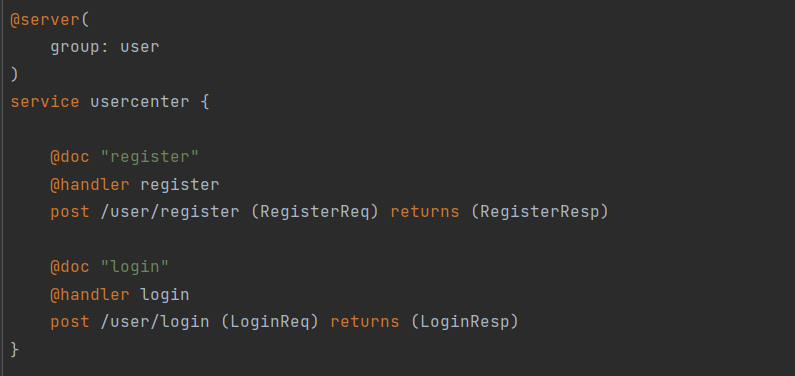 @server(
    group: user
)
service usercenter {

    @doc "register"
    @handler register
    post /user/register (RegisterReq) returns (RegisterResp)

    @doc "login"
    @handler login
    post /user/login (LoginReq) returns (LoginResp)
}